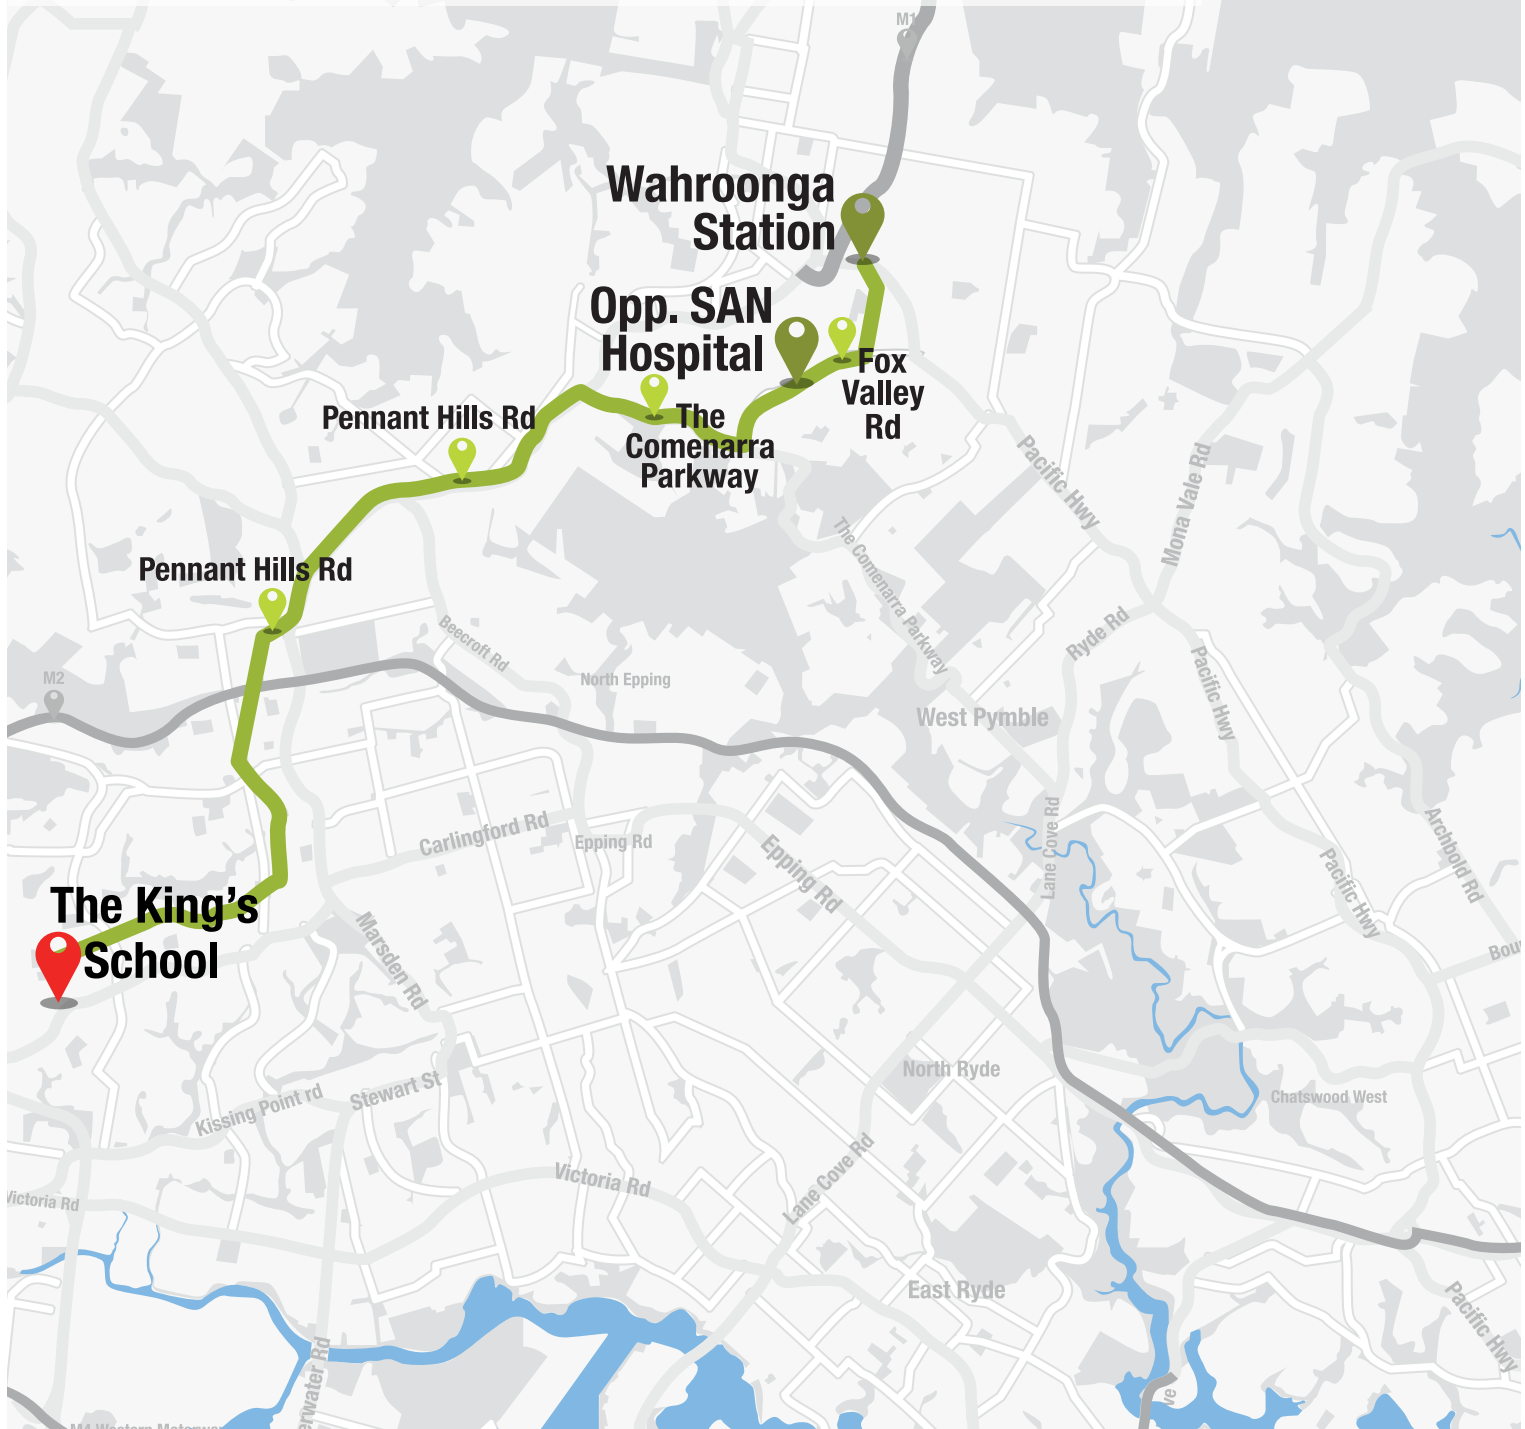 M1
Wahroonga
Station
Opp. SAN
Hospital
Fox
Valley
Rd
Pennant Hills Rd
The
Comenarra
Parkway
Pacific Hwy
Mona Vale Rd
Pennant Hills Rd
The Comenarra Parkway
Beecroft Rd
Ryde Rd
North Epping
M2
Pacific Hwy
West Pymble
Carlingford Rd
Epping Rd
Epping Rd
Lane Cove Rd
Archbold Rd
Pacific Hwy
The King's
School
Marsden Rd
North Ryde
Stewart St
Kissing Point rd
Chatswood West
Lane Cove Rd
Victoria Rd
Victoria Rd
East Ryde
Pacific Hwy